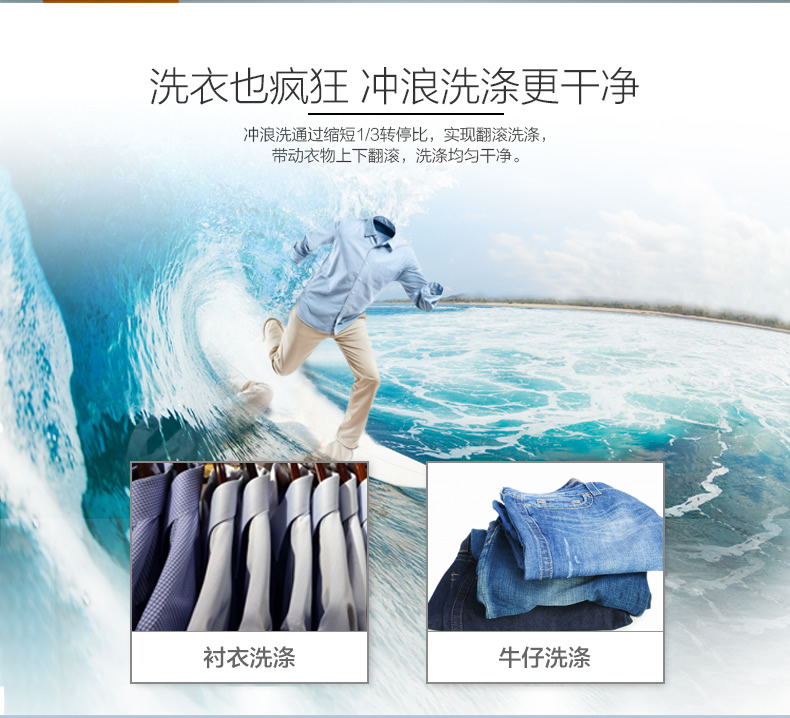 洗衣也疯狂 冲浪洗涤更干净
冲浪洗通过缩短1/3转停比，实现翻滚洗涤，
带动衣物上下翻滚，洗涤均匀干净。
衬衣洗涤
牛仔洗涤